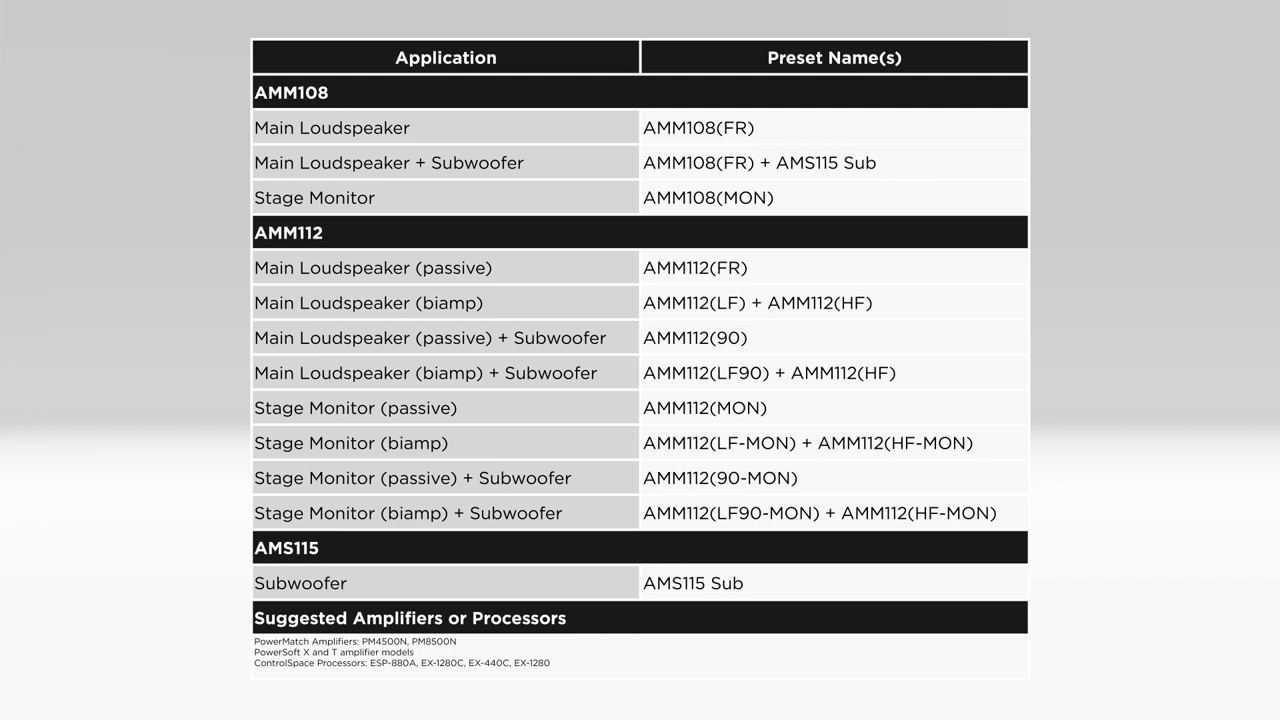 Application Preset Name(s)
AMM108
Main Loudspeaker AMM108(FR)
Main Loudspeaker + Subwoofer AMM108(FR) + AMS115 Sub
Stage Monitor AMM108(MON)
AMM112
Main Loudspeaker (passive) AMM112(FR)
Main Loudspeaker (biamp) AMM112(LF) + AMM112(HF)
Main Loudspeaker (passive) + Subwoofer AMM112(90)
Main Loudspeaker (biamp) + Subwoofer AMM112(LF90) + AMM112(HF)
Stage Monitor (passive) AMM112(MON)
Stage Monitor (biamp) AMM112(LF-MON) + AMM112(HF-MON)
Stage Monitor (passive) + Subwoofer AMM112(90-MON)
Stage Monitor (biamp) + Subwoofer AMM112(LF90-MON) + AMM112(HF-MON)
AMS115
Subwoofer AMS115 Sub
Suggested Amplifiers or Processors
PowerMatch Amplifiers: PM4500N, PM8500N
PowerSoft X and T amplifier models
ControlSpace Processors: ESP-880A, EX-1280C, EX-440C, EX-1280